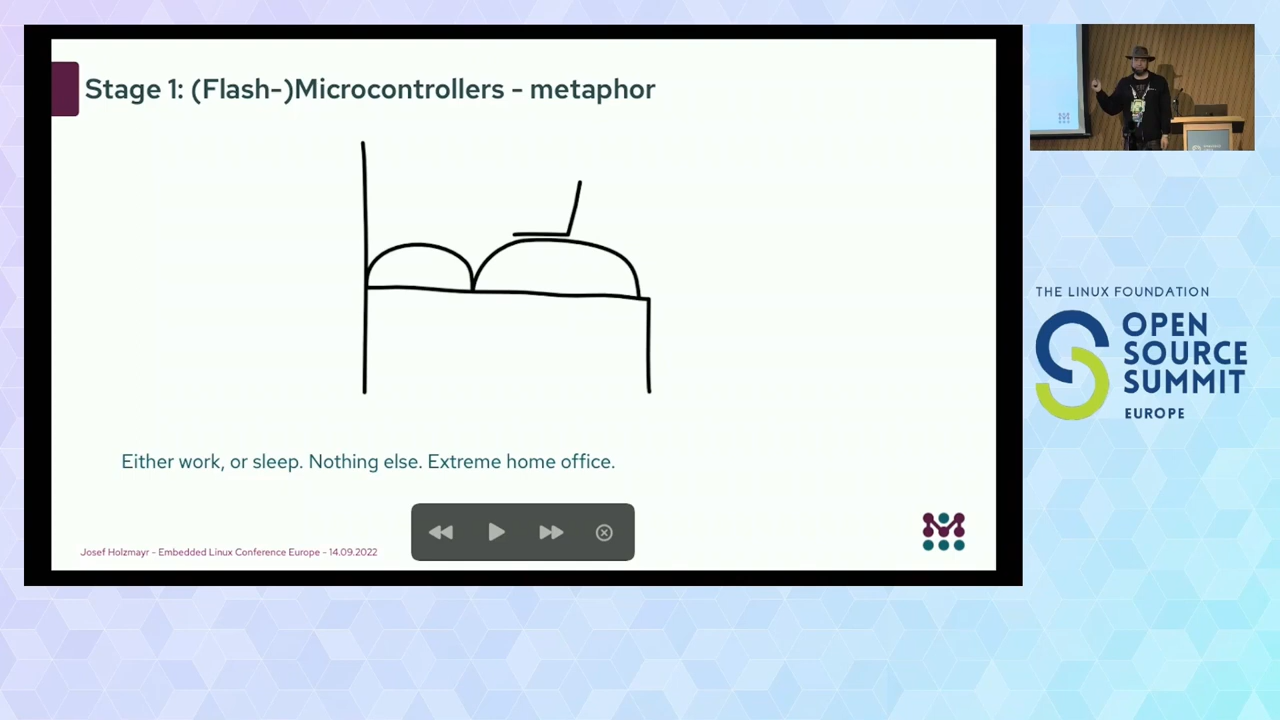 Stage 1: (Flash-)Microcontrollers - metaphor
Either work, or sleep. Nothing else. Extreme home office.
Josef Holzmayr - Embedded Linux Conference Europe - 14.09.2022
THE LINUX FOUNDATION
OPEN
SOURCE
SUMMIT
EUROPE